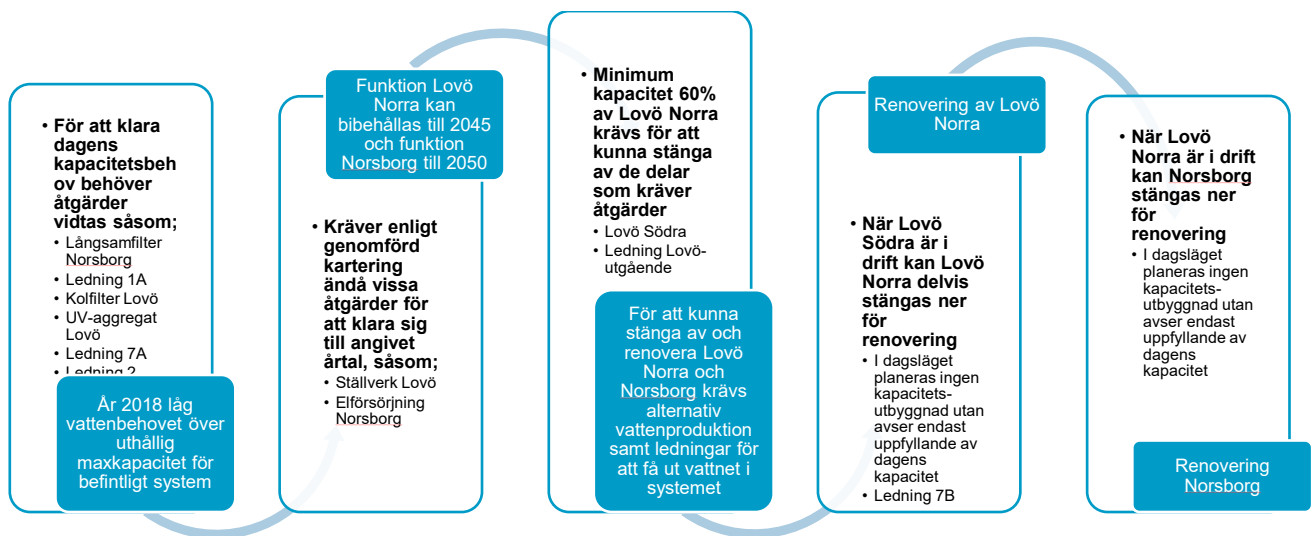 • För att klara
dagens
kapacitetsbeh
ov behöver
åtgärder
vidtas såsom;
• Långsamfilter
Norsborg
• Ledning 1A
• Kolfilter Lovö
• UV-aggregat
Lovö
• Ledning 7A
• Ledning 2
År 2018 låg
vattenbehovet över
uthållig
maxkapacitet för
befintligt system
Funktion Lovö
Norra kan
bibehållas till 2045
och funktion
Norsborg till 2050
• Kräver enligt
genomförd
kartering
ändå vissa
åtgärder för
att klara sig
till angivet
årtal, såsom;
• Ställverk Lovö
• Elförsörjning
Norsborg
• Minimum
kapacitet 60%
av Lovö Norra
krävs för att
kunna stänga
av de delar
som kräver
åtgärder
• Lovö Södra
• Ledning Lovö-
utgående
För att kunna
stänga av och
renovera Lovö
Norra och
Norsborg krävs
alternativ
vattenproduktion
samt ledningar för
att få ut vattnet i
systemet
Renovering av Lovö
Norra
• När Lovö
Södra är i
drift kan Lovö
Norra delvis
stängas ner
för
renovering
• I dagsläget
planeras ingen
kapacitets-
utbyggnad utan
avser endast
uppfyllande av
dagens
kapacitet
• Ledning 7B
• När Lovö
Norra är i drift
kan Norsborg
stängas ner
för
renovering
• I dagsläget
planeras ingen
kapacitets-
utbyggnad utan
avser endast
uppfyllande av
dagens
kapacitet
Renovering
Norsborg